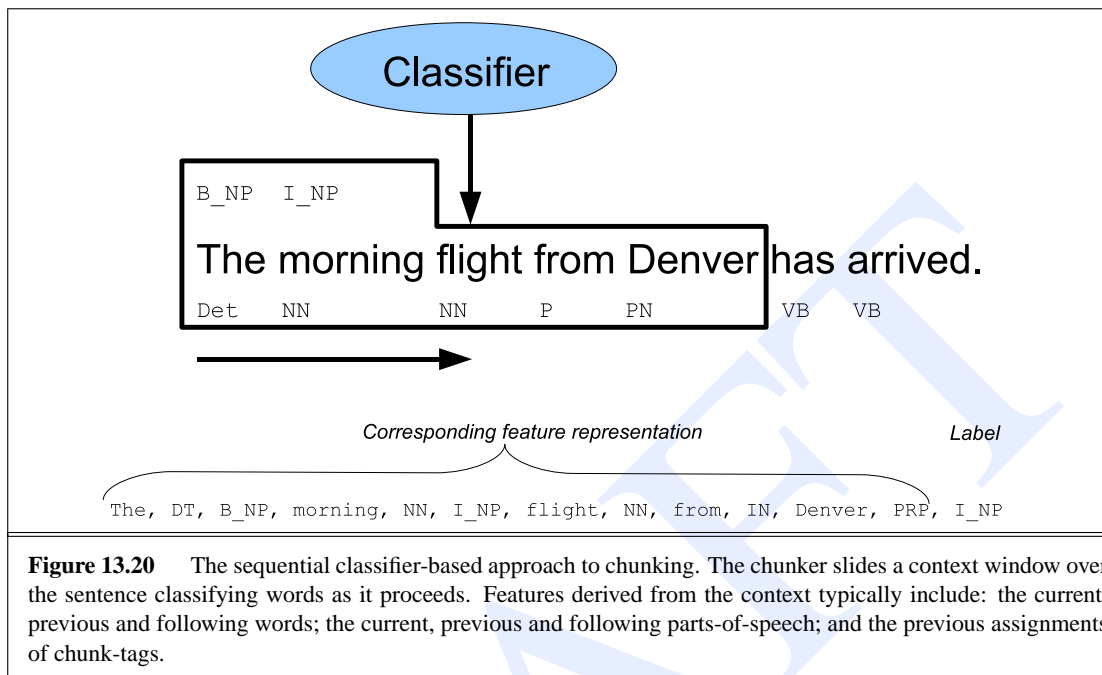 Classifier
B_NP I_NP
The morning flight from Denver has arrived.
Det NN NN P PN VB VB
Corresponding feature representation Label
The, DT, B_NP, morning, NN, I_NP, flight, NN, from, IN, Denver, PRP, I_NP
Figure 13.20 The sequential classifier-based approach to chunking. The chunker slides a context window over
the sentence classifying words as it proceeds. Features derived from the context typically include: the current
previous and following words; the current, previous and following parts-of-speech; and the previous assignments
of chunk-tags.
AFT